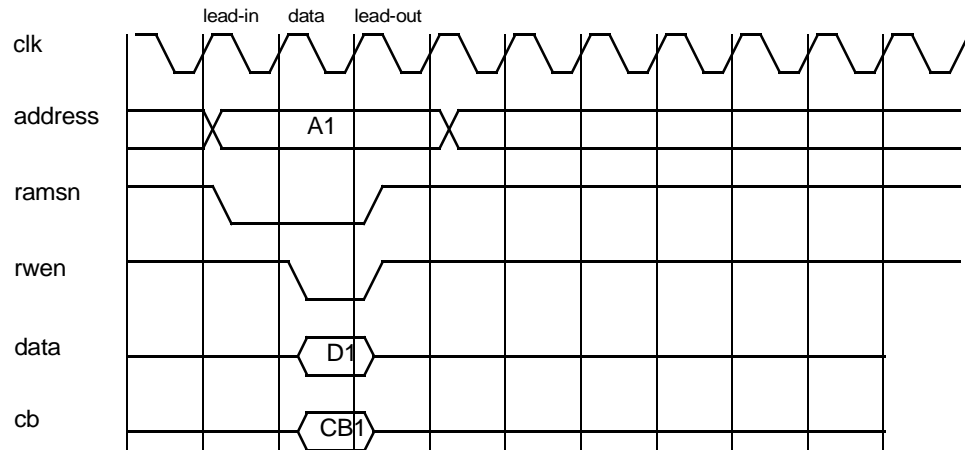 lead-in data lead-out
clk
address A1
ramsn
rwen
data D1
cb CB1